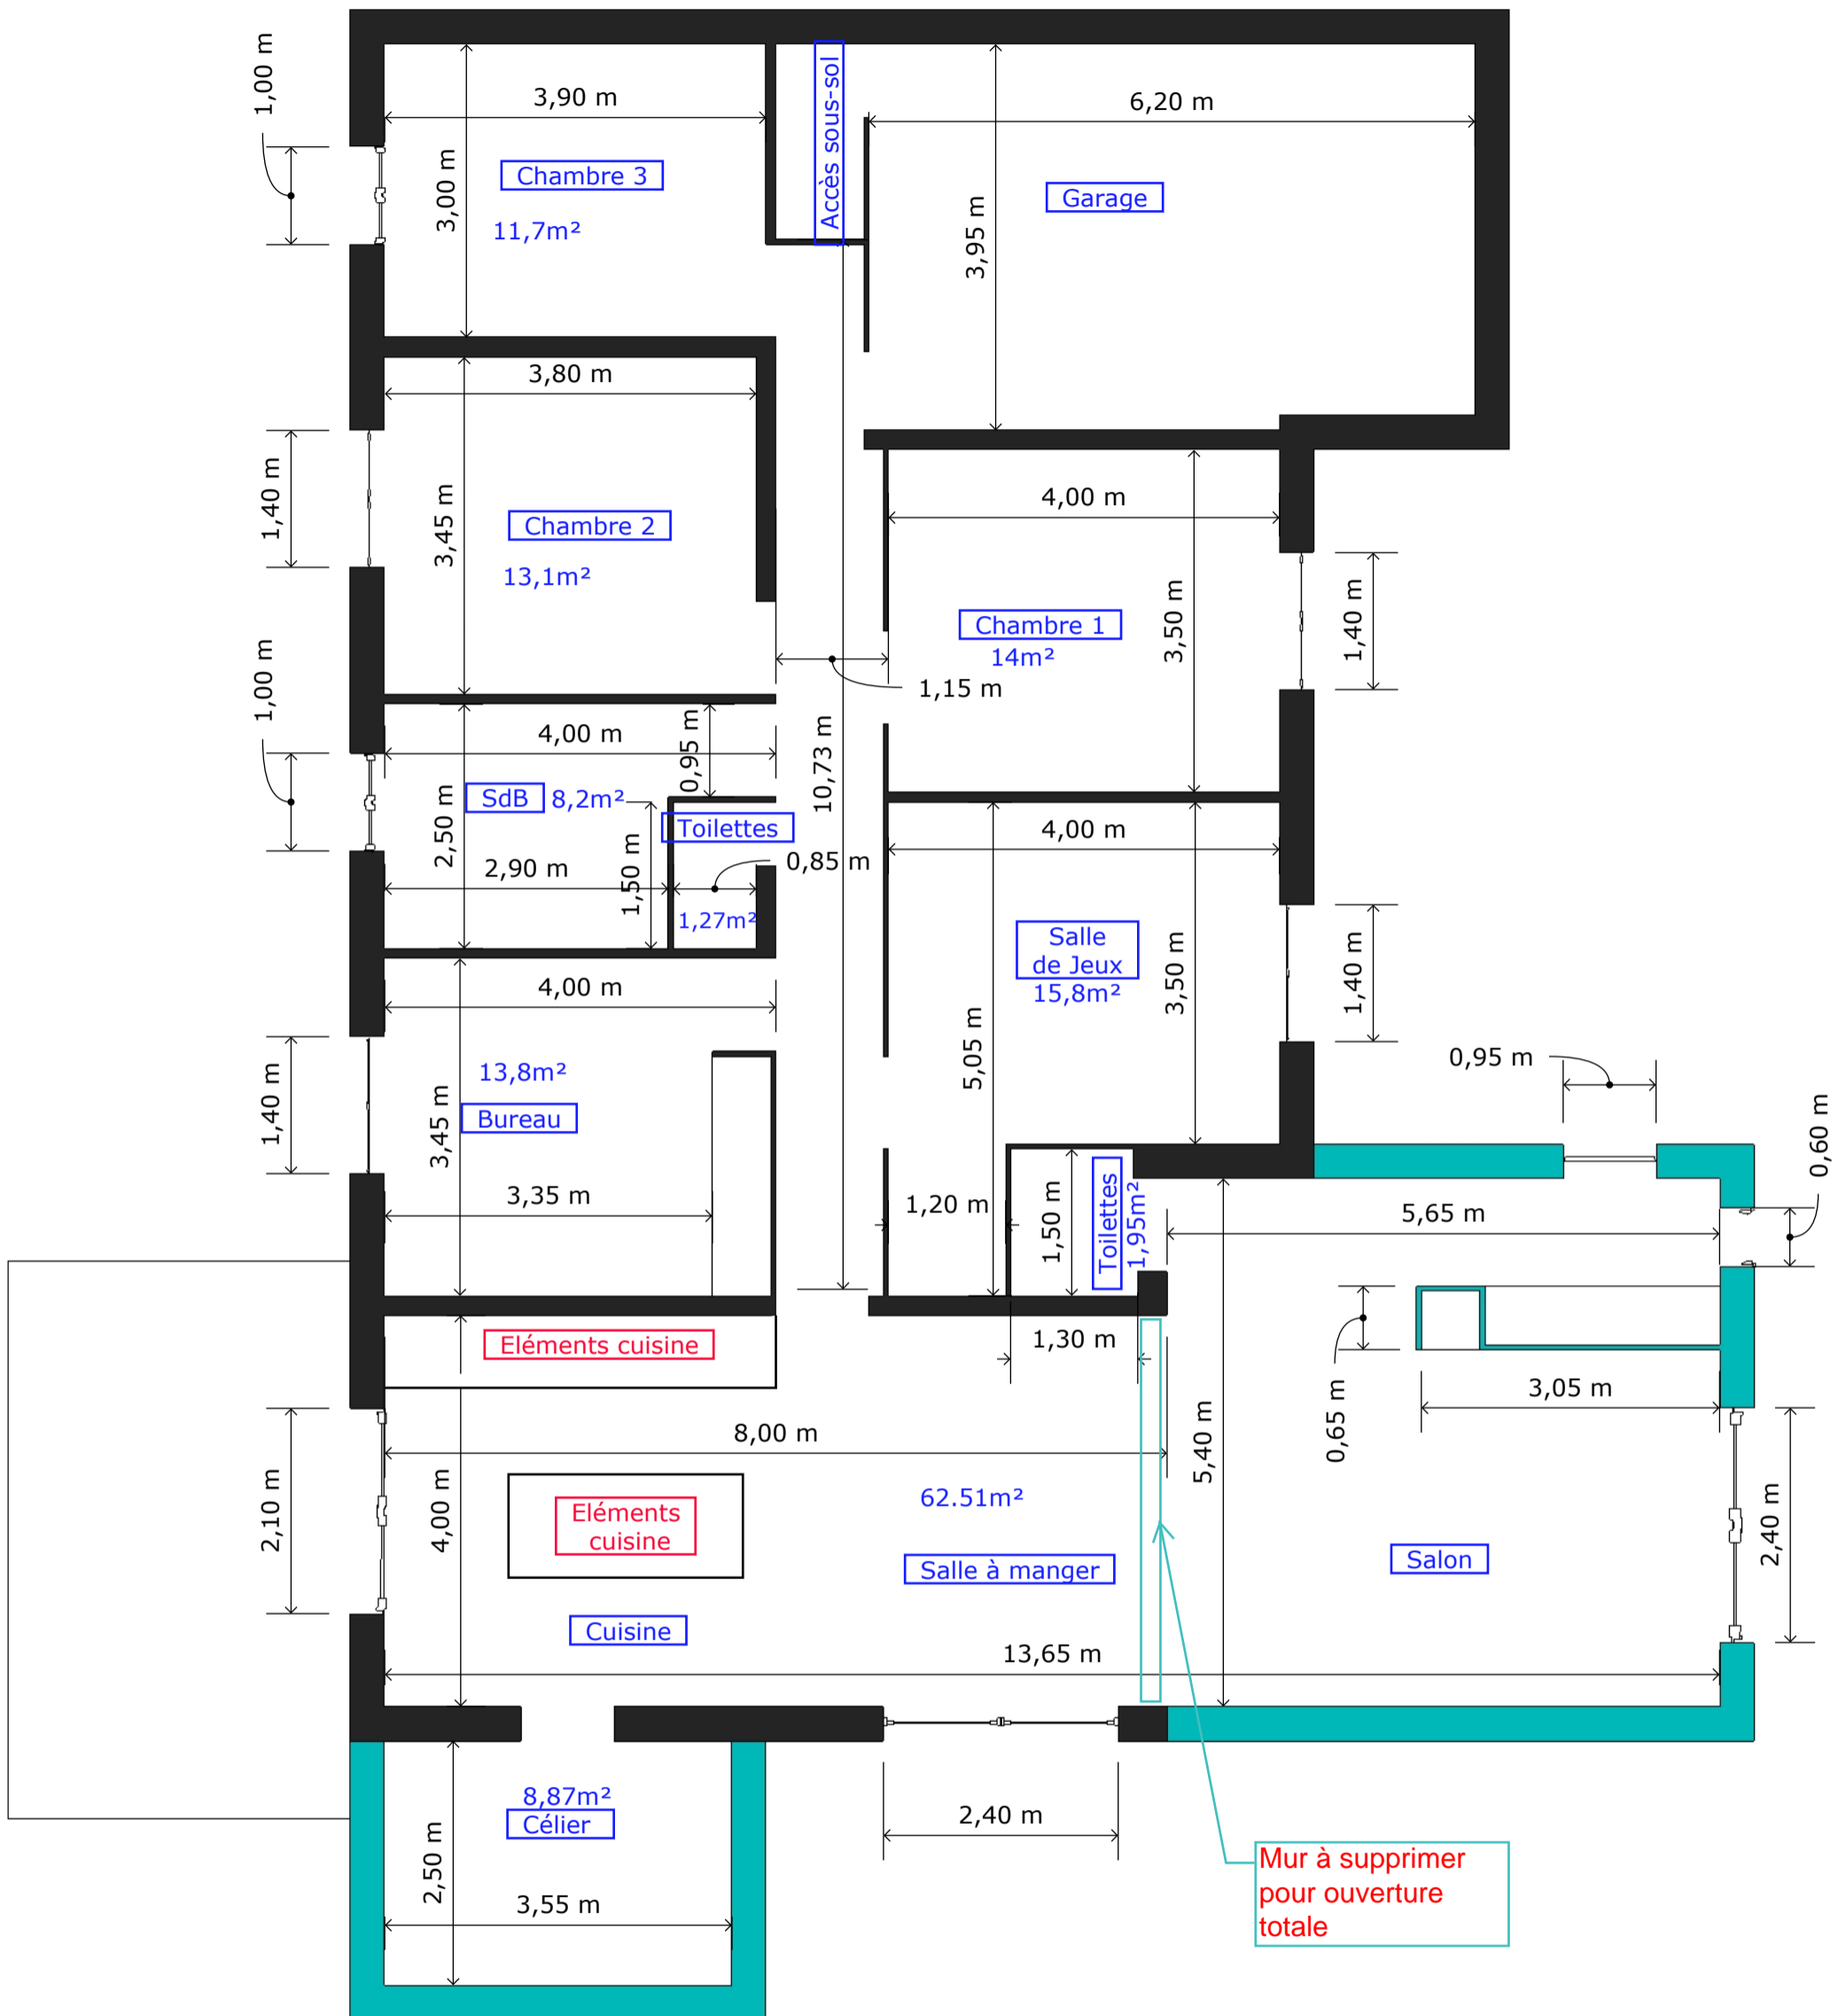 1,00 m
3,90 m
Accès sous-sol
6,20 m
Chambre 3
11,7m²
3,00 m
Garage
3,95 m
3,80 m
1,40 m
3,45 m
Chambre 2
13,1m²
4,00 m
Chambre 1
14m²
3,50 m
1,40 m
1,15 m
1,00 m
4,00 m
0,95 m
10,73 m
SdB
8,2m²
Toilettes
2,50 m
2,90 m
1,50 m
0,85 m
1,27m²
4,00 m
Salle
de Jeux
15,8m²
3,50 m
1,40 m
5,05 m
4,00 m
13,8m²
Bureau
1,40 m
3,45 m
3,35 m
0,95 m
0,60 m
1,20 m
1,50 m
Toilettes
1,95m²
5,65 m
Eléments cuisine
1,30 m
0,65 m
3,05 m
8,00 m
5,40 m
2,10 m
4,00 m
Eléments
cuisine
62.51m²
Salle à manger
Salon
2,40 m
Cuisine
13,65 m
8,87m²
Célier
2,50 m
3,55 m
2,40 m
Mur à supprimer
pour ouverture
totale